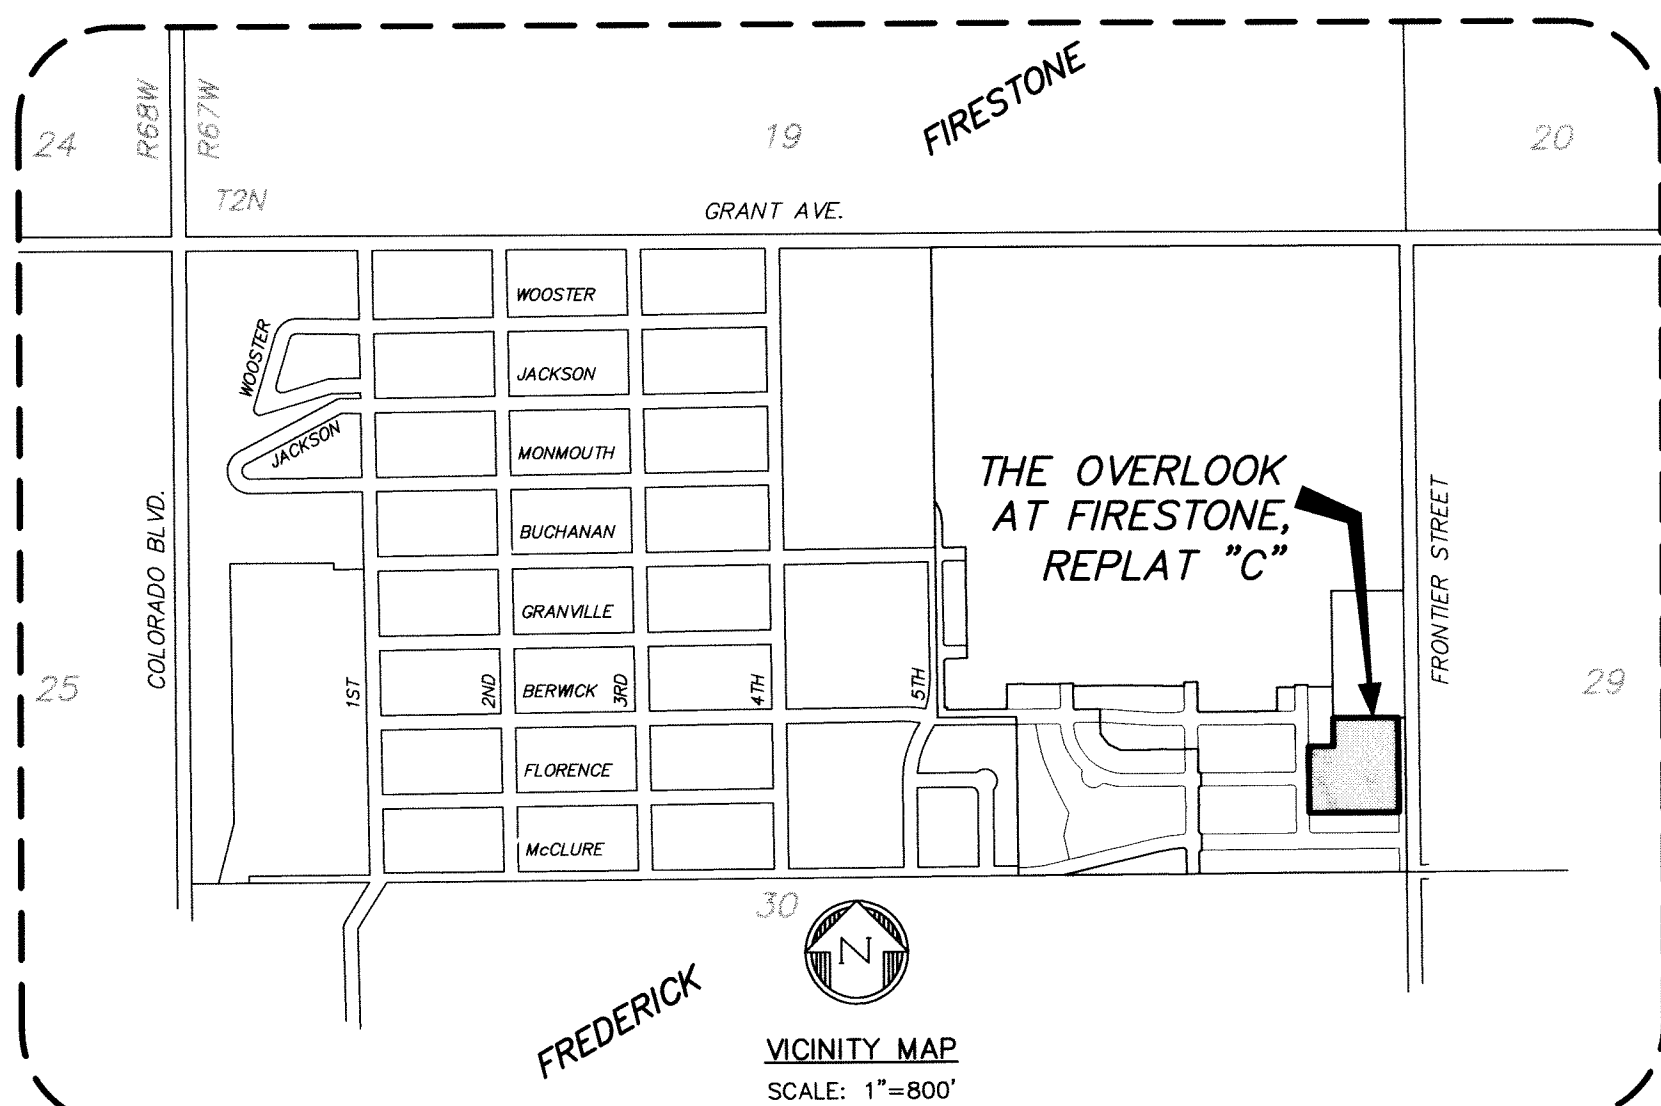 FIRESTONE
24
R68W
R67W
19
20
T2N
GRANT AVE.
WOOSTER
WOOSTER
JACKSON
JACKSON
MONMOUTH
THE OVERLOOK
AT FIRESTONE,
REPLAT "C"
COLORADO BLVD.
BUCHANAN
FRONTIER STREET
GRANVILLE
25
1ST
2ND
BERWICK
3RD
4TH
5TH
29
FLORENCE
McCLURE
30
N
FREDERICK
VICINITY MAP
SCALE: 1"=800'